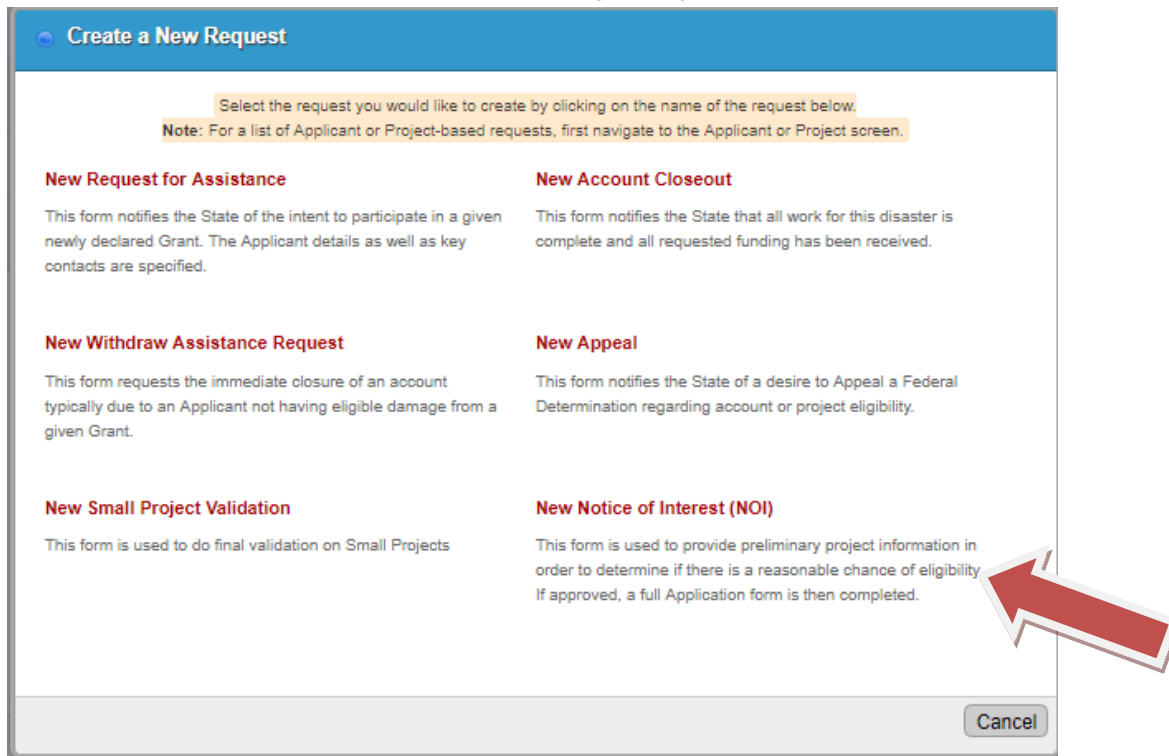 Create a New Request
Select the request you would like to create by clicking on the name of the request below.
Note: For a list of Applicant or Project-based requests, first navigate to the Applicant or Project screen.
New Request for Assistance
This form notifies the State of the intent to participate in a given
newly declared Grant. The Applicant details as well as key
contacts are specified.
New Account Closeout
This form notifies the State that all work for this disaster is
complete and all requested funding has been received.
New Withdraw Assistance Request
This form requests the immediate closure of an account
typically due to an Applicant not having eligible damage from a
given Grant.
New Appeal
This form notifies the State of a desire to Appeal a Federal
Determination regarding account or project eligibility.
New Small Project Validation
This form is used to do final validation on Small Projects
New Notice of Interest (NOI)
This form is used to provide preliminary project information in
order to determine if there is a reasonable chance of eligibility
If approved, a full Application form is then completed.
Cancel